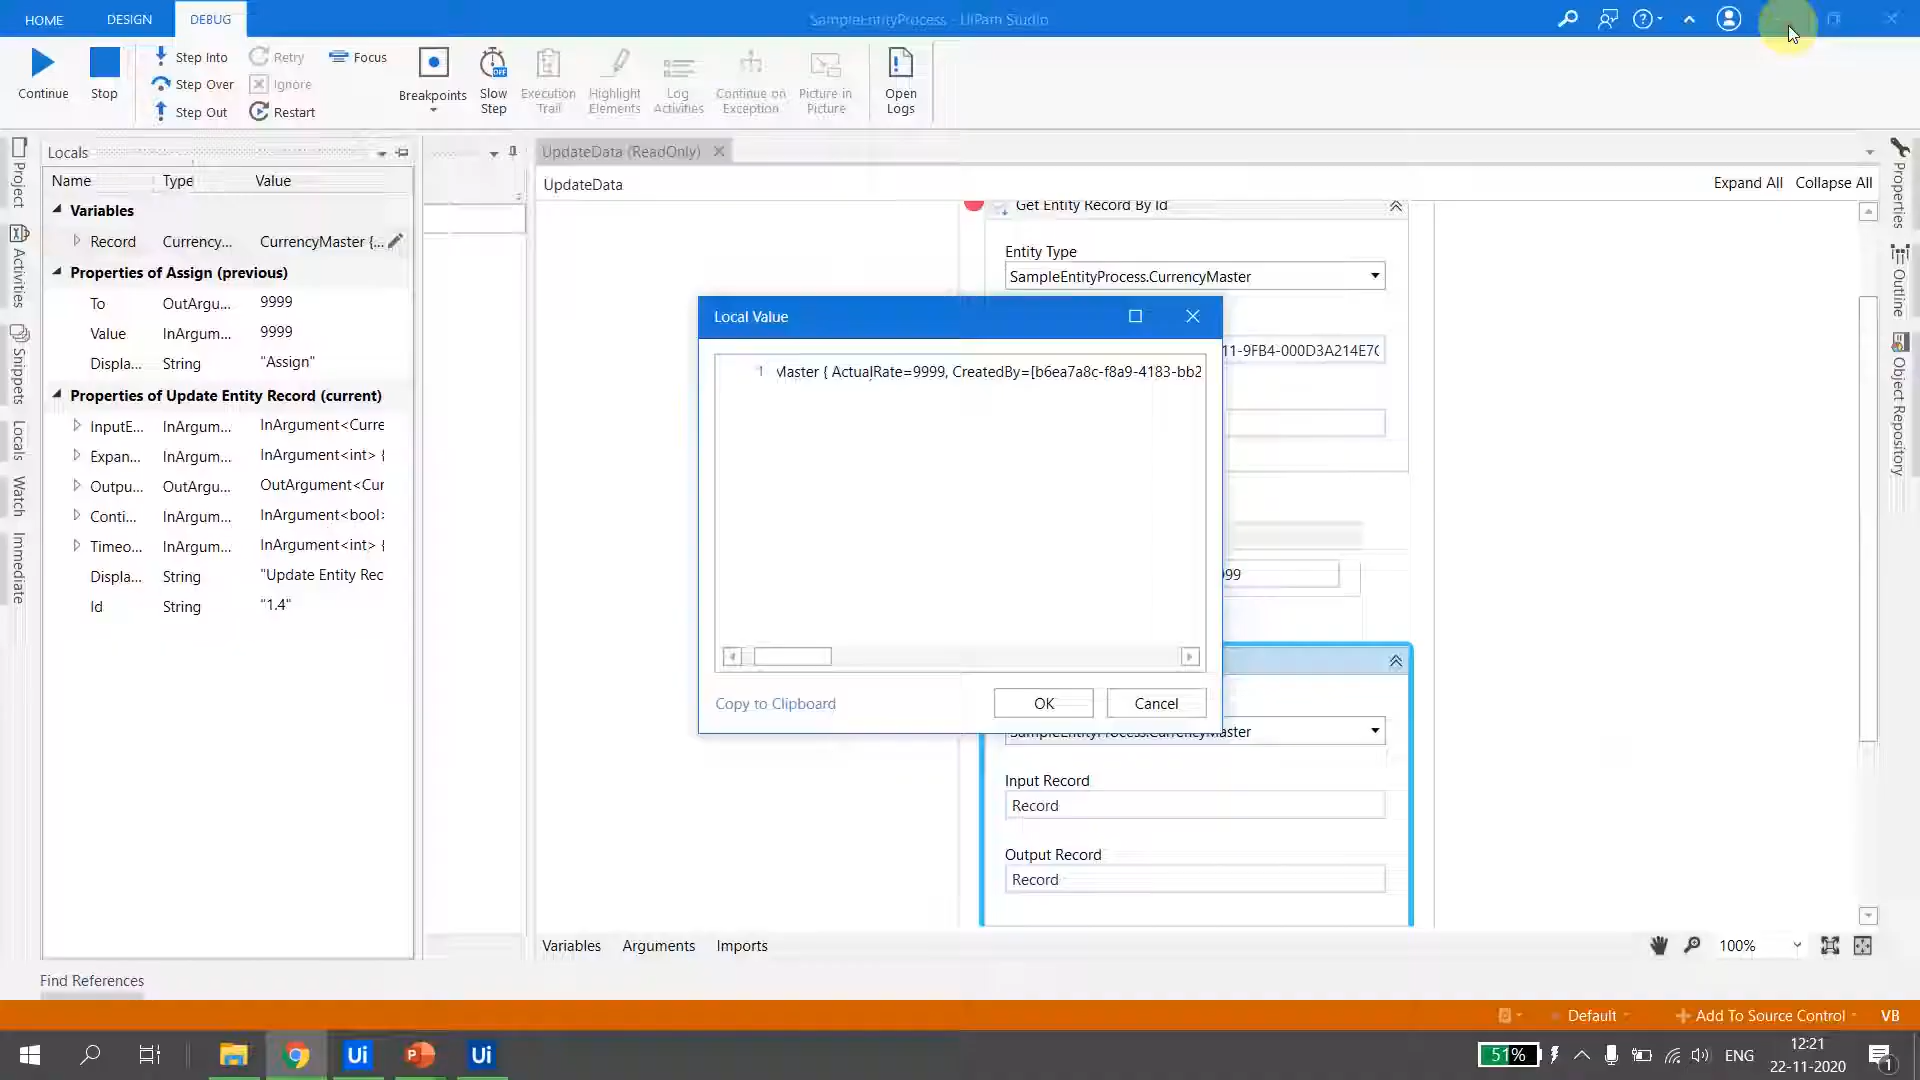 HOME
DESIGN
DEBUG
SampleEntityProcess - UiPath Studio
Continue
Stop
Step Into
Step Over
Step Out
Retry
Ignore
Restart
Focus
Breakpoints
Slow
Step
Execution
Trail
Highlight
Elements
Log
Activities
Continue on
Exception
Picture in
Picture
Open
Logs
Project
Activities
Snippets
Locals
Watch
Immediate
Locals
Name Type Value
Variables
Record Currency... CurrencyMaster {...
Properties of Assign (previous)
To OutArgu... 9999
Value InArgum... 9999
Displa... String "Assign"
Properties of Update Entity Record (current)
InputE... InArgum... InArgument<Curre
Expan... InArgum... InArgument<int> {
Outpu... OutArgu... OutArgument<Cur
Conti... InArgum... InArgument<bool>
Timeo... InArgum... InArgument<int> {
Displa... String "Update Entity Rec
Id String "1.4"
UpdateData (ReadOnly)
UpdateData
Expand All Collapse All
Get Entity Record By Id
Entity Type
SampleEntityProcess.CurrencyMaster
11-9FB4-000D3A214E7(
Local Value
1 Master { ActualRate=9999, CreatedBy=[b6ea7a8c-f8a9-4183-bb2
Copy to Clipboard
OK
Cancel
99
SampleEntityProcess.CurrencyMaster
Input Record
Record
Output Record
Record
Variables Arguments Imports
100%
Properties
Outline
Object Repository
Find References
Default
Add To Source Control
VB
Ui
Ui
51%
ENG
12:21
22-11-2020
1